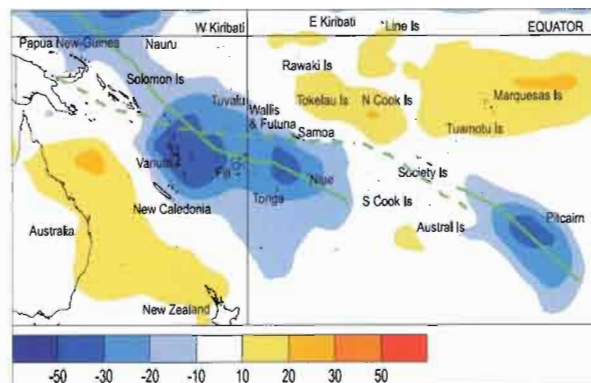 W Kiribati
E Kiribati
Line Is
EQUATOR
Papua New-Guinea
Nauru
Solomon Is
Rawaki Is
Tuvalu
Tokelau Is
N Cook Is
Marquesas Is
Wallis
& Futuna
Samoa
Tuamotu Is
Vanuatu
Fiji
Niue
Society Is
Tonga
New Caledonia
S Cook Is
Pitcairn
Australia
Austral Is
New Zealand
-50 -30 -20 -10 10 20 30 50